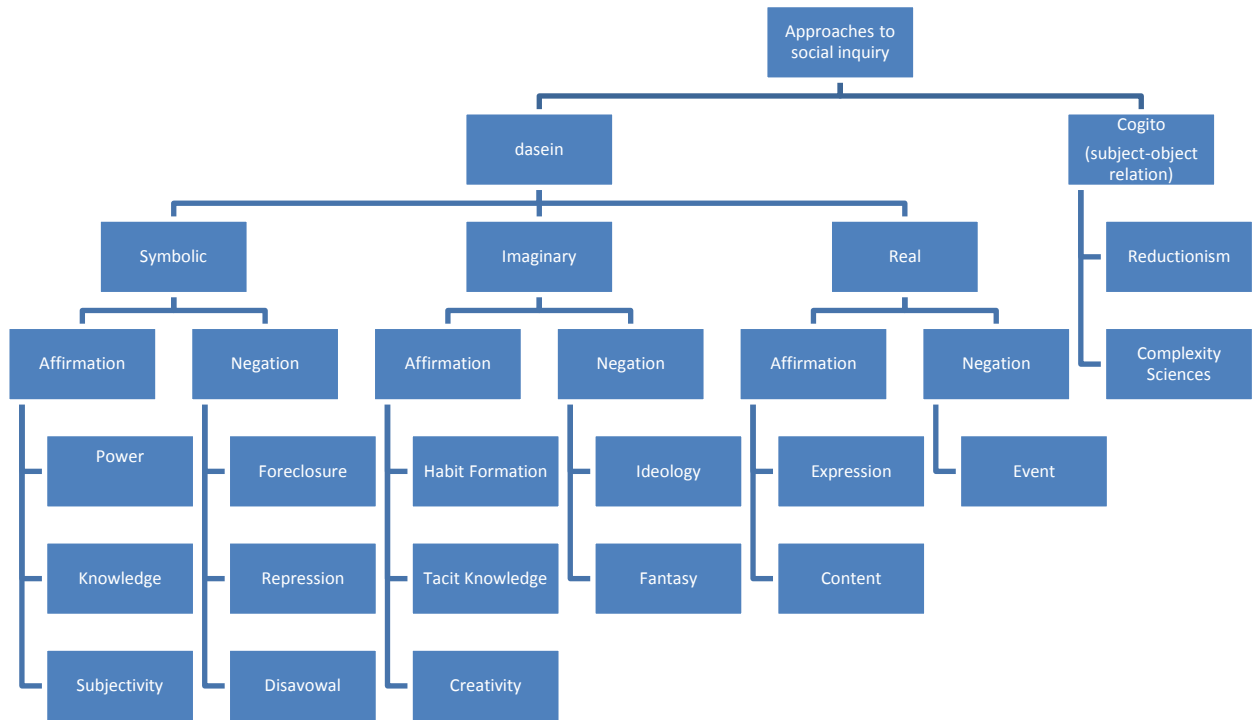 Approaches to
social inquiry
dasein
Cogito
(subject-object
relation)
Symbolic
Imaginary
Real
Reductionism
Affirmation
Negation
Affirmation
Negation
Affirmation
Negation
Complexity
Sciences
Power
Foreclosure
Habit Formation
Ideology
Expression
Event
Knowledge
Repression
Tacit Knowledge
Fantasy
Content
Subjectivity
Disavowal
Creativity